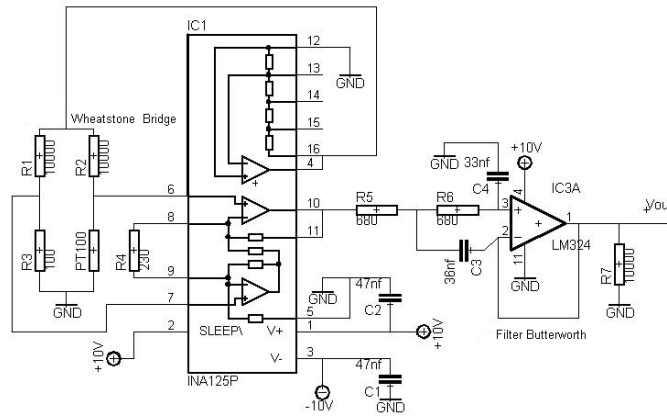 IC1
12
GND
13
14
15
16
4
Wheatstone Bridge
R1
10000
R2
10000
6
8
10
11
R5
680
R6
680
GND
33nf
C4
+10V
4
IC3A
3
2
1
11
LM324
GND
Vou
36nf
C3
R7
10000
GND
Filter Butterworth
R3
100
PT100
R4
230
9
7
2
GND
+10V
SLEEP\
V+
V-
5
1
3
GND
47nf
C2
+10V
47nf
C1
GND
-10V
INA125P